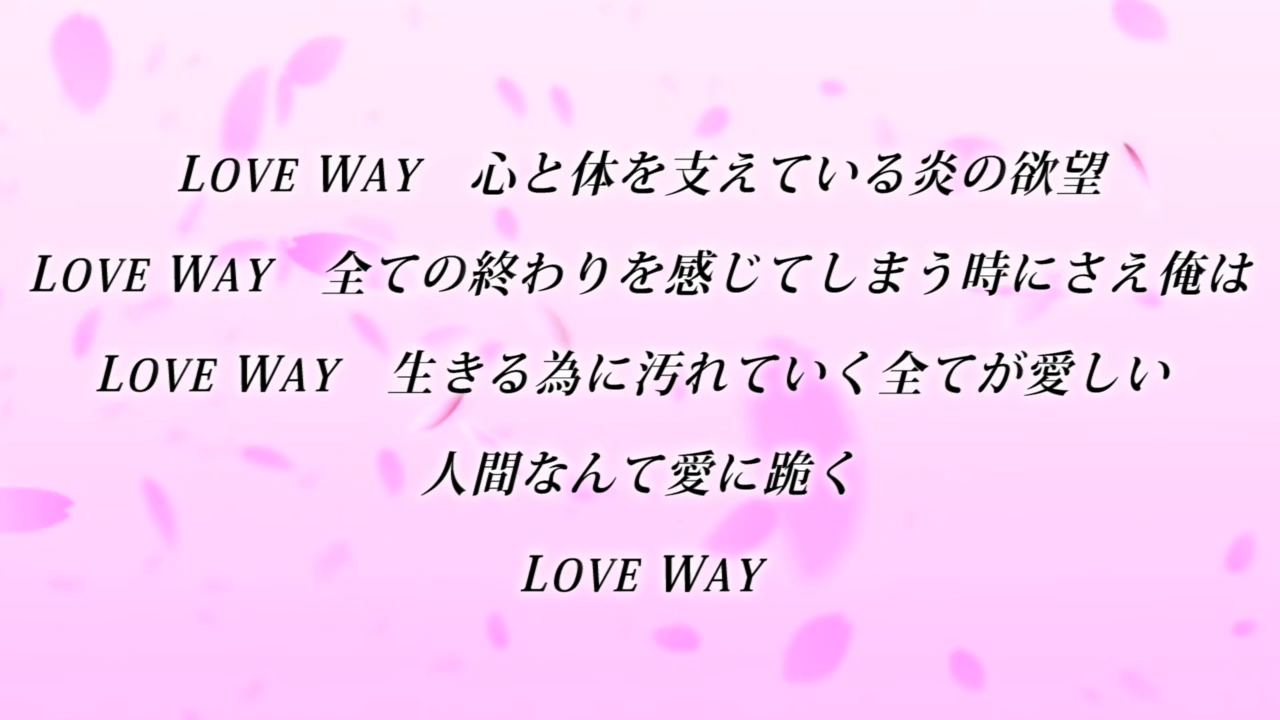 LOVE WAY　心と体を支えている炎の欲望
LOVE WAY　全ての終わりを感じてしまう時にさえ俺は
LOVE WAY　生きる為に汚れていく全てが愛しい
人間なんて愛に跪く
LOVE WAY